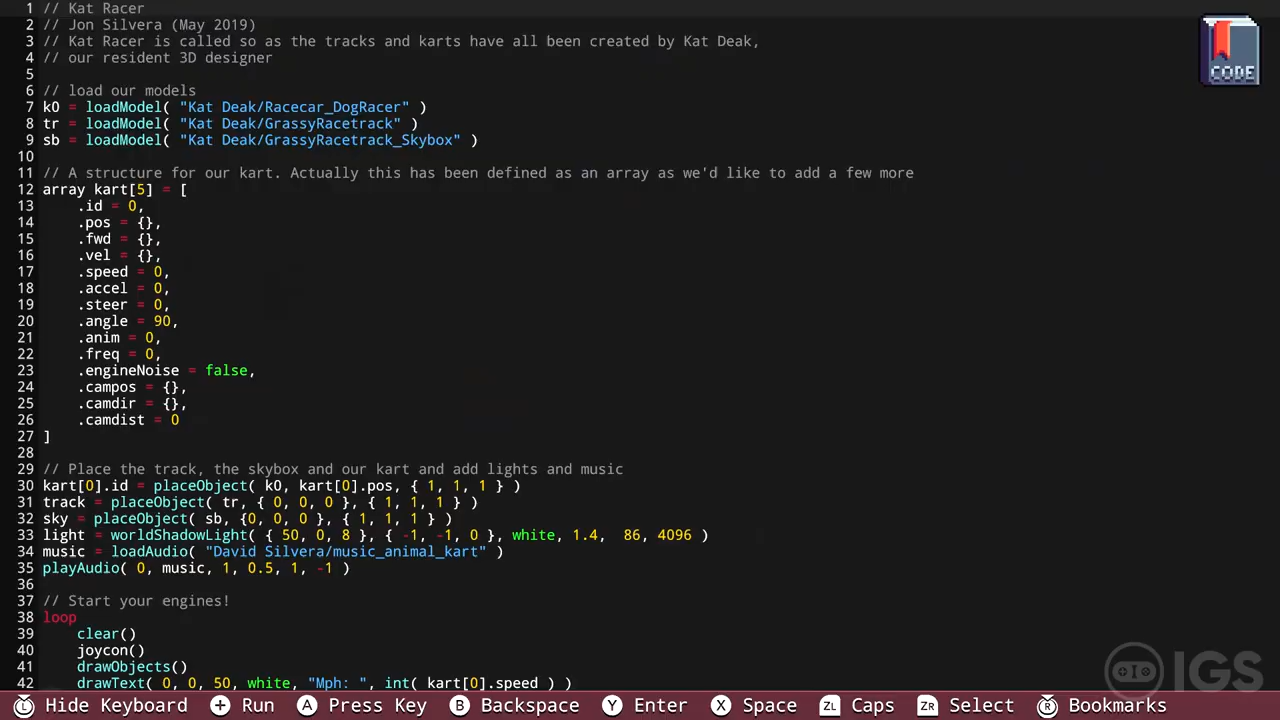 1 // Kat Racer
2 // Jon Silvera (May 2019)
3 // Kat Racer is called so as the tracks and karts have all been created by Kat Deak,
4 // our resident 3D designer
5
6 // load our models
7 k0 = loadModel( "Kat Deak/Racecar_DogRacer" )
8 tr = loadModel( "Kat Deak/GrassyRacetrack" )
9 sb = loadModel( "Kat Deak/GrassyRacetrack_Skybox" )
10
11 // A structure for our kart. Actually this has been defined as an array as we'd like to add a few more
12 array kart[5] = [
13     .id = 0,
14     .pos = {},
15     .fwd = {},
16     .vel = {},
17     .speed = 0,
18     .accel = 0,
19     .steer = 0,
20     .angle = 90,
21     .anim = 0,
22     .freq = 0,
23     .engineNoise = false,
24     .campos = {},
25     .camdir = {},
26     .camdist = 0
27 ]
28
29 // Place the track, the skybox and our kart and add lights and music
30 kart[0].id = placeObject( k0, kart[0].pos, { 1, 1, 1 } )
31 track = placeObject( tr, { 0, 0, 0 }, { 1, 1, 1 } )
32 sky = placeObject( sb, {0, 0, 0 }, { 1, 1, 1 } )
33 light = worldShadowLight( { 50, 0, 8 }, { -1, -1, 0 }, white, 1.4,  86, 4096 )
34 music = loadAudio( "David Silvera/music_animal_kart" )
35 playAudio( 0, music, 1, 0.5, 1, -1 )
36
37 // Start your engines!
38 loop
39     clear()
40     joycon()
41     drawObjects()
42     drawText( 0, 0, 50, white, "Mph: ", int( kart[0].speed ) )
CODE
IGS
L Hide Keyboard + Run A Press Key B Backspace Y Enter X Space ZL Caps ZR Select R Bookmarks